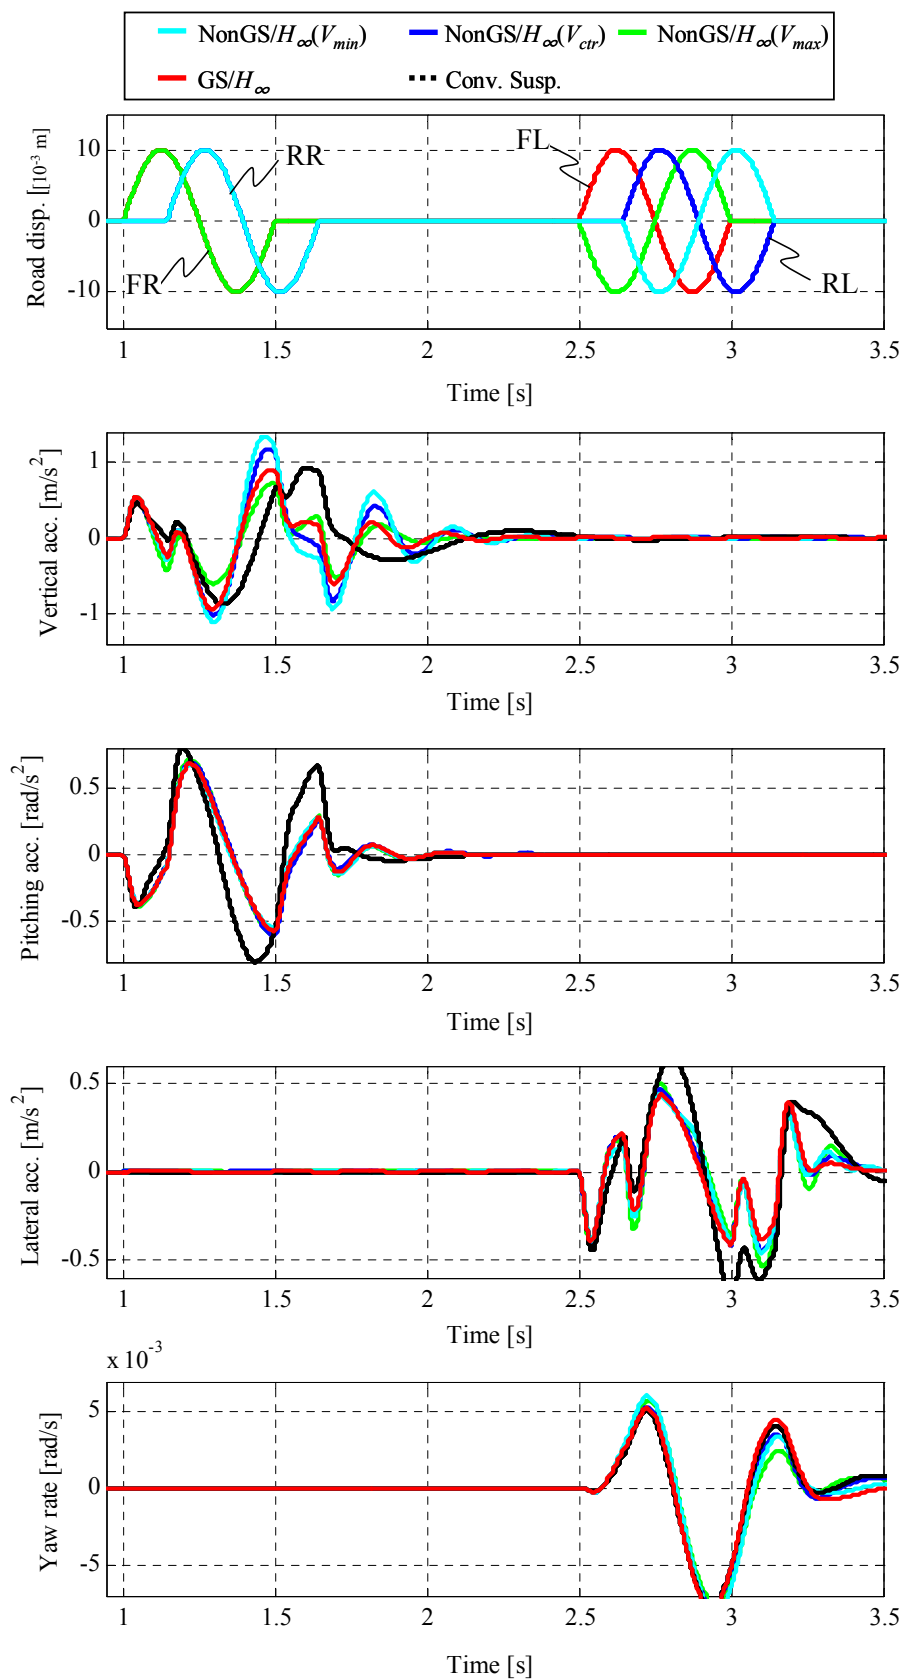 NonGS/H∞(Vmin) NonGS/H∞(Vctr) NonGS/H∞(Vmax)
GS/H∞ Conv. Susp.
Road disp. [[10⁻³ m]
10
0
-10
RR
FR
FL
RL
1 1.5 2 2.5 3 3.5
Time [s]
Vertical acc. [m/s²]
1
0
-1
1 1.5 2 2.5 3 3.5
Time [s]
Pitching acc. [rad/s²]
0.5
0
-0.5
1 1.5 2 2.5 3 3.5
Time [s]
Lateral acc. [m/s²]
0.5
0
-0.5
1 1.5 2 2.5 3 3.5
Time [s]
x 10⁻³
Yaw rate [rad/s]
5
0
-5
1 1.5 2 2.5 3 3.5
Time [s]